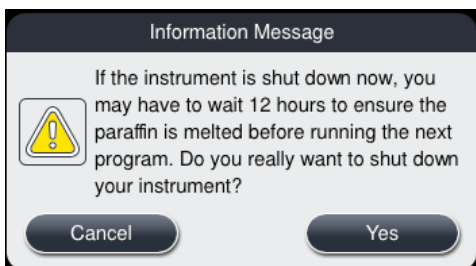 Information Message
If the instrument is shut down now, you
may have to wait 12 hours to ensure the
paraffin is melted before running the next
program. Do you really want to shut down
your instrument?
Cancel Yes